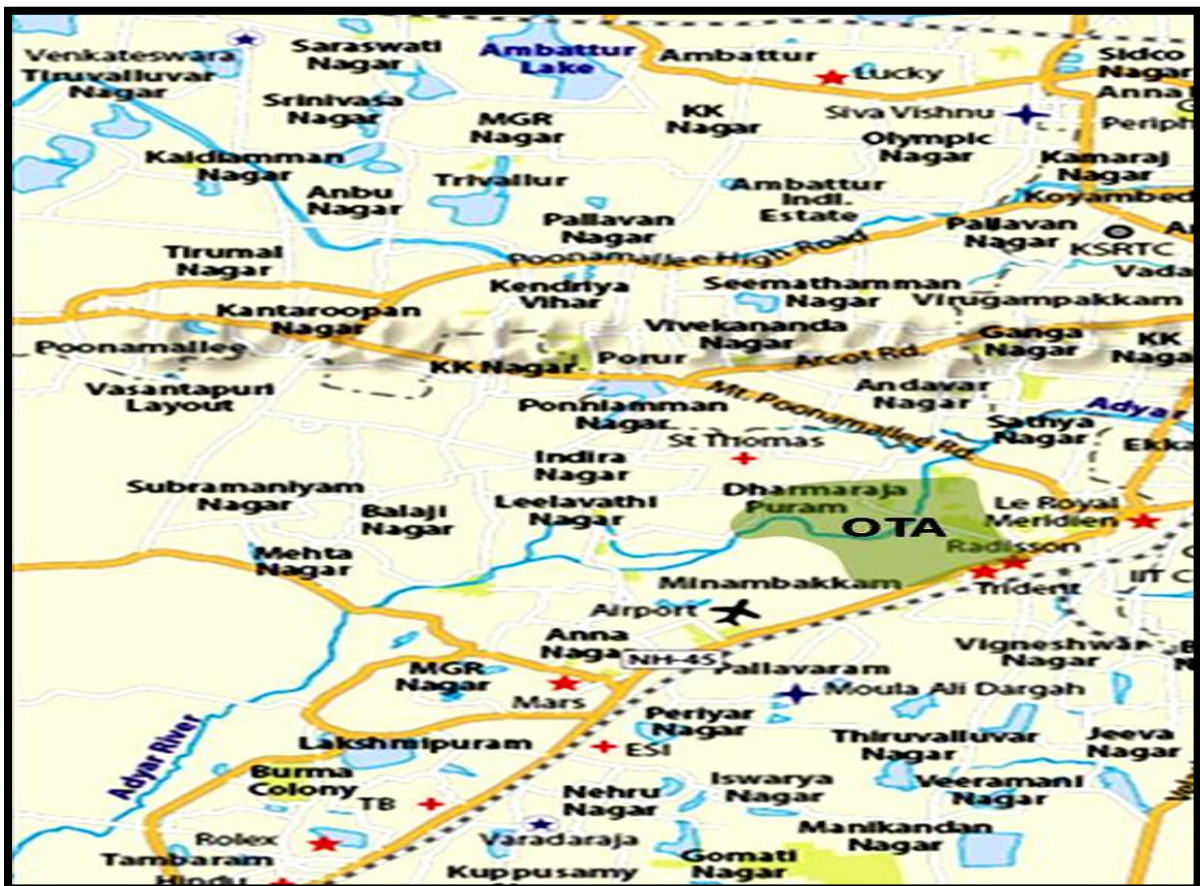 Venkateswara
Tiruvalluvar
Nagar
Saraswati
Nagar
Ambattur
Lake
Ambattur
Lucky
Sidko
Nagar
Anna
Srinivasa
Nagar
MGR
Nagar
KK
Nagar
Siva Vishnu
Periph
Olympic
Nagar
Kaidiamman
Nagar
Kamaraj
Nagar
Anbu
Nagar
Trivallur
Ambattur
Indl.
Estate
Koyambed
Pallavan
Nagar
Pallavan
Nagar
KSRTC
Tirumal
Nagar
Poonamallee High Road
Vada
Kendriya
Vihar
Seemathamman
Nagar
Virugampakkam
Kantaroopan
Nagar
Vivekananda
Nagar
Ganga
Nagar
KK
Naga
Poonamallee
KK Nagar
Porur
Arcot Rd.
Vasantapuri
Layout
Andavar
Nagar
Mt. Poonamallee Rd.
Adyar
Ponniamman
Nagar
Sathya
Nagar
Ekka
St Thomas
Indira
Nagar
Subramaniyam
Nagar
Balaji
Nagar
Leelavathi
Nagar
Dharmaraja
Puram
OTA
Le Royal
Meridien
Radisson
Mehta
Nagar
Minambakkam
Airport
Trident
IIT C
Anna
Naga
NH-45
Pallavaram
Vigneshwar
Nagar
MGR
Nagar
Mars
Moula Ali Dargah
Periyar
Nagar
ESI
Thiruvalluvar
Nagar
Jeeva
Nagar
Adyar River
Lakshmipuram
Burma
Colony
TB
Nehru
Nagar
Iswarya
Nagar
Veeramani
Nagar
Rolex
Varadaraja
Manikandan
Nagar
Tambaram
Hindu
Kuppusamy
Gomati
Nagar